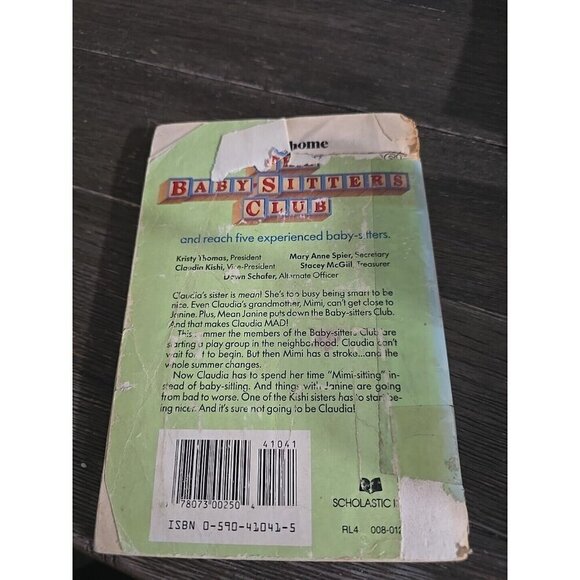 home
BABY-SITTERS
CLUB
and reach five experienced baby-sitters.
Kristy Thomas, President Mary Anne Spier, Secretary
Claudia Kishi, Vice-President Stacey McGill, Treasurer
Dawn Schafer, Alternate Officer
Claudia's sister is mean! She's too busy being smart to be
nice. Even Claudia's grandmother, Mimi, can't get close to
Janine. Plus, Mean Janine puts down the Baby-sitters Club.
And that makes Claudia MAD!
This summer the members of the Baby-sitters Club are
starting a play group in the neighborhood. Claudia can't
wait for it to begin. But then Mimi has a stroke...and the
whole summer changes.
Now Claudia has to spend her time "Mimi-sitting" in-
stead of baby-sitting. And things with Janine are going
from bad to worse. One of the Kishi sisters has to start be-
ing nice. And it's sure not going to be Claudia!
41041
78073 00250 4
ISBN 0-590-41041-5
SCHOLASTIC
RL4 008-012